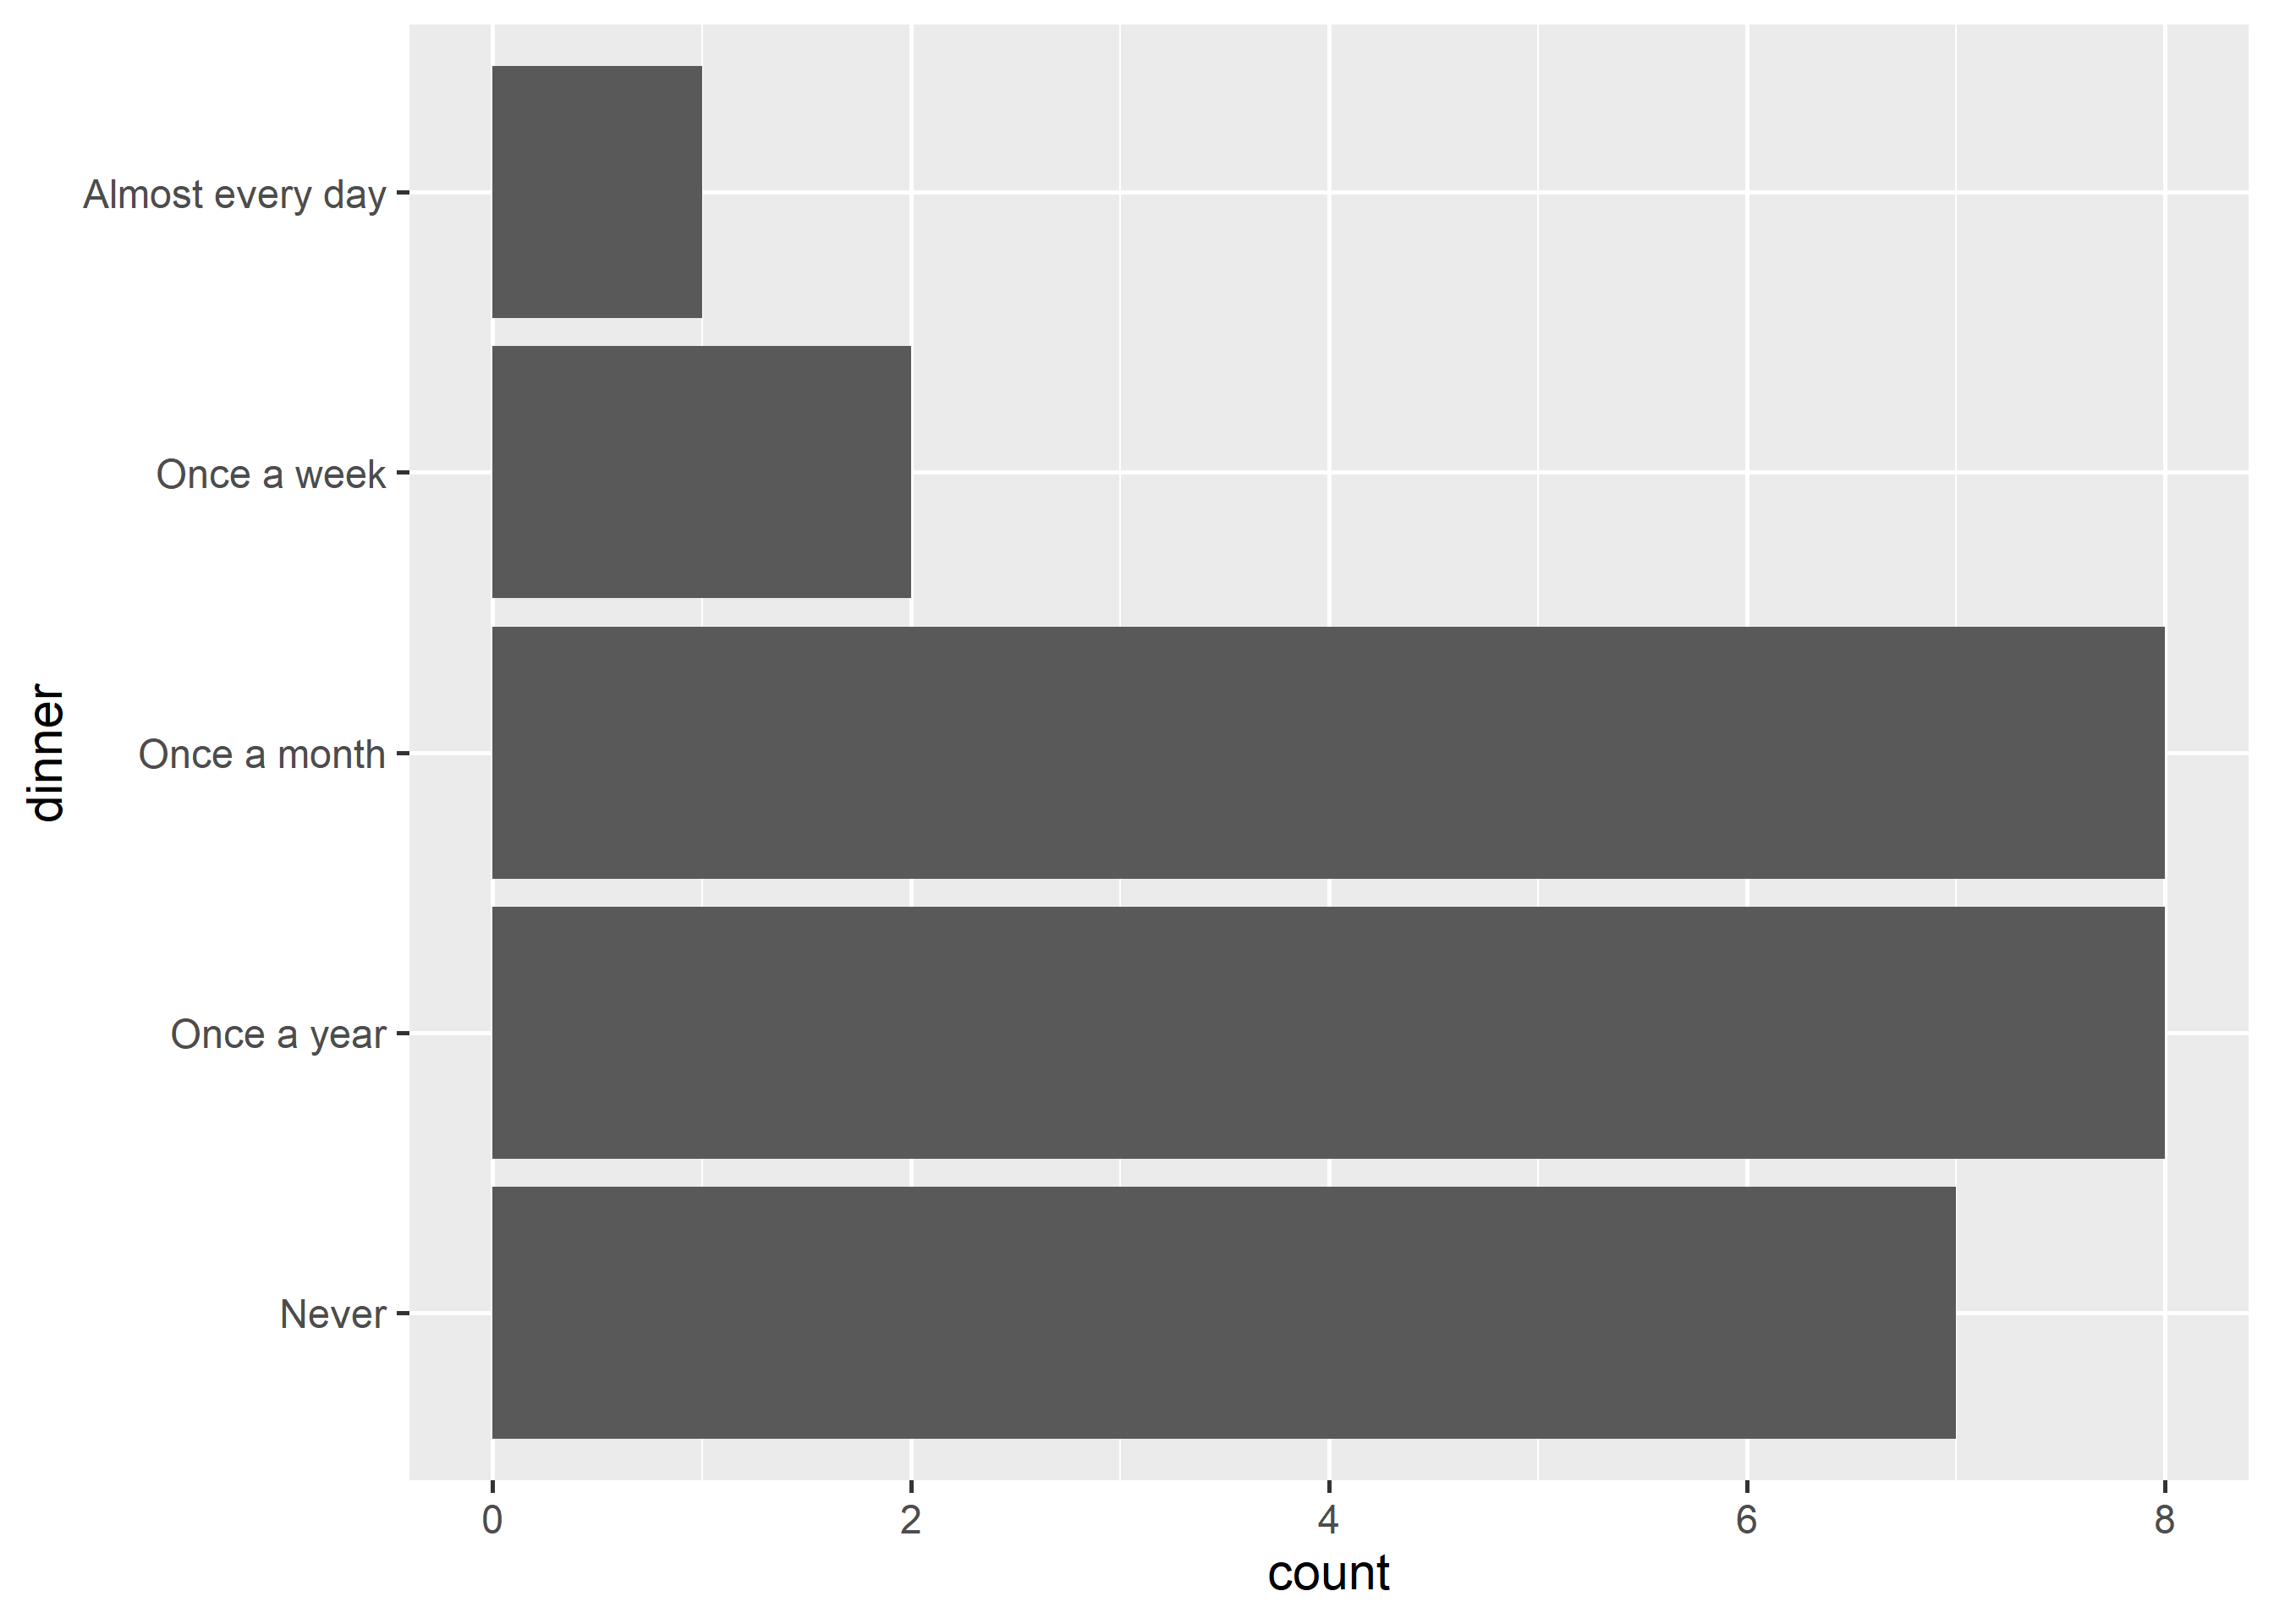 Almost every day
Once a week
Once a month
Once a year
Never
dinner
0 2 4 6 8
count